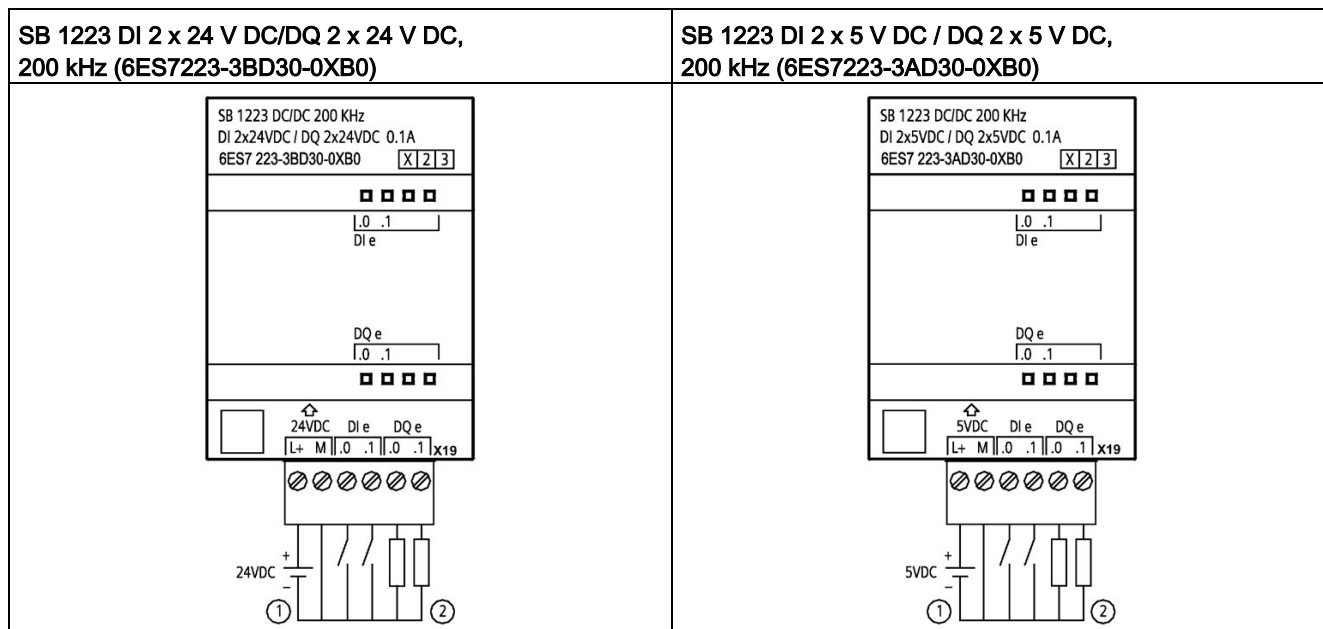 SB 1223 DI 2 x 24 V DC/DQ 2 x 24 V DC,
200 kHz (6ES7223-3BD30-0XB0)
SB 1223 DI 2 x 5 V DC / DQ 2 x 5 V DC,
200 kHz (6ES7223-3AD30-0XB0)
SB 1223 DC/DC 200 KHz
DI 2x24VDC / DQ 2x24VDC 0.1A
6ES7 223-3BD30-0XB0 X 2 3
.0 .1
DI e
DQ e
.0 .1
24VDC DI e DQ e
L+ M .0 .1 .0 .1 X19
+
24VDC
−
1 2
SB 1223 DC/DC 200 KHz
DI 2x5VDC / DQ 2x5VDC 0.1A
6ES7 223-3AD30-0XB0 X 2 3
.0 .1
DI e
DQ e
.0 .1
5VDC DI e DQ e
L+ M .0 .1 .0 .1 X19
+
5VDC
−
1 2